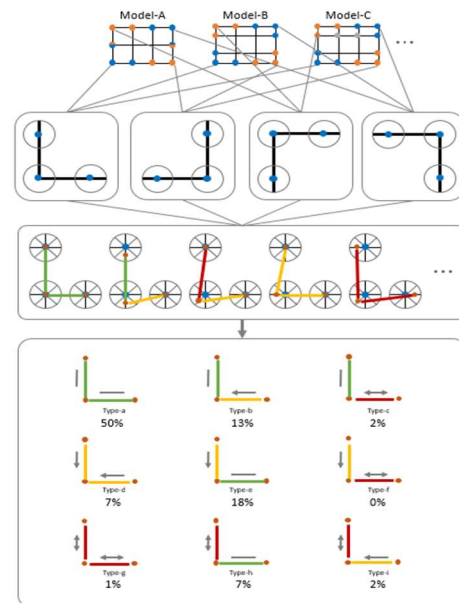 Model-A Model-B Model-C ...
...
Type-a Type-b Type-c
50% 13% 2%
Type-d Type-e Type-f
7% 18% 0%
Type-g Type-h Type-i
1% 7% 2%